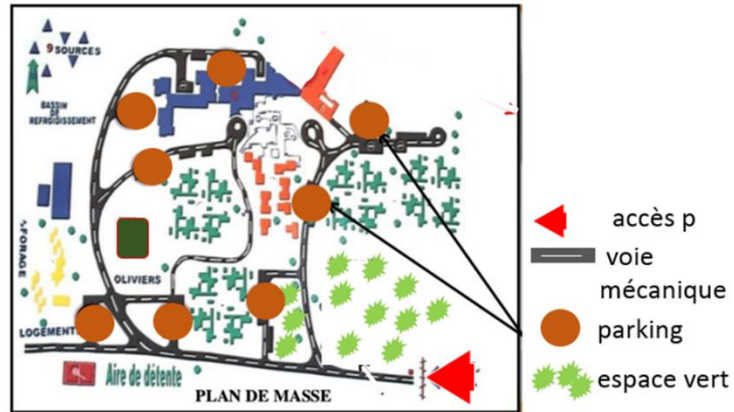 9 SOURCES
BASSIN
DE
REFROIDISSEMENT
FORAGE
OLIVIERS
LOGEMENT
Aire de détente
PLAN DE MASSE
accès p
voie
mécanique
parking
espace vert